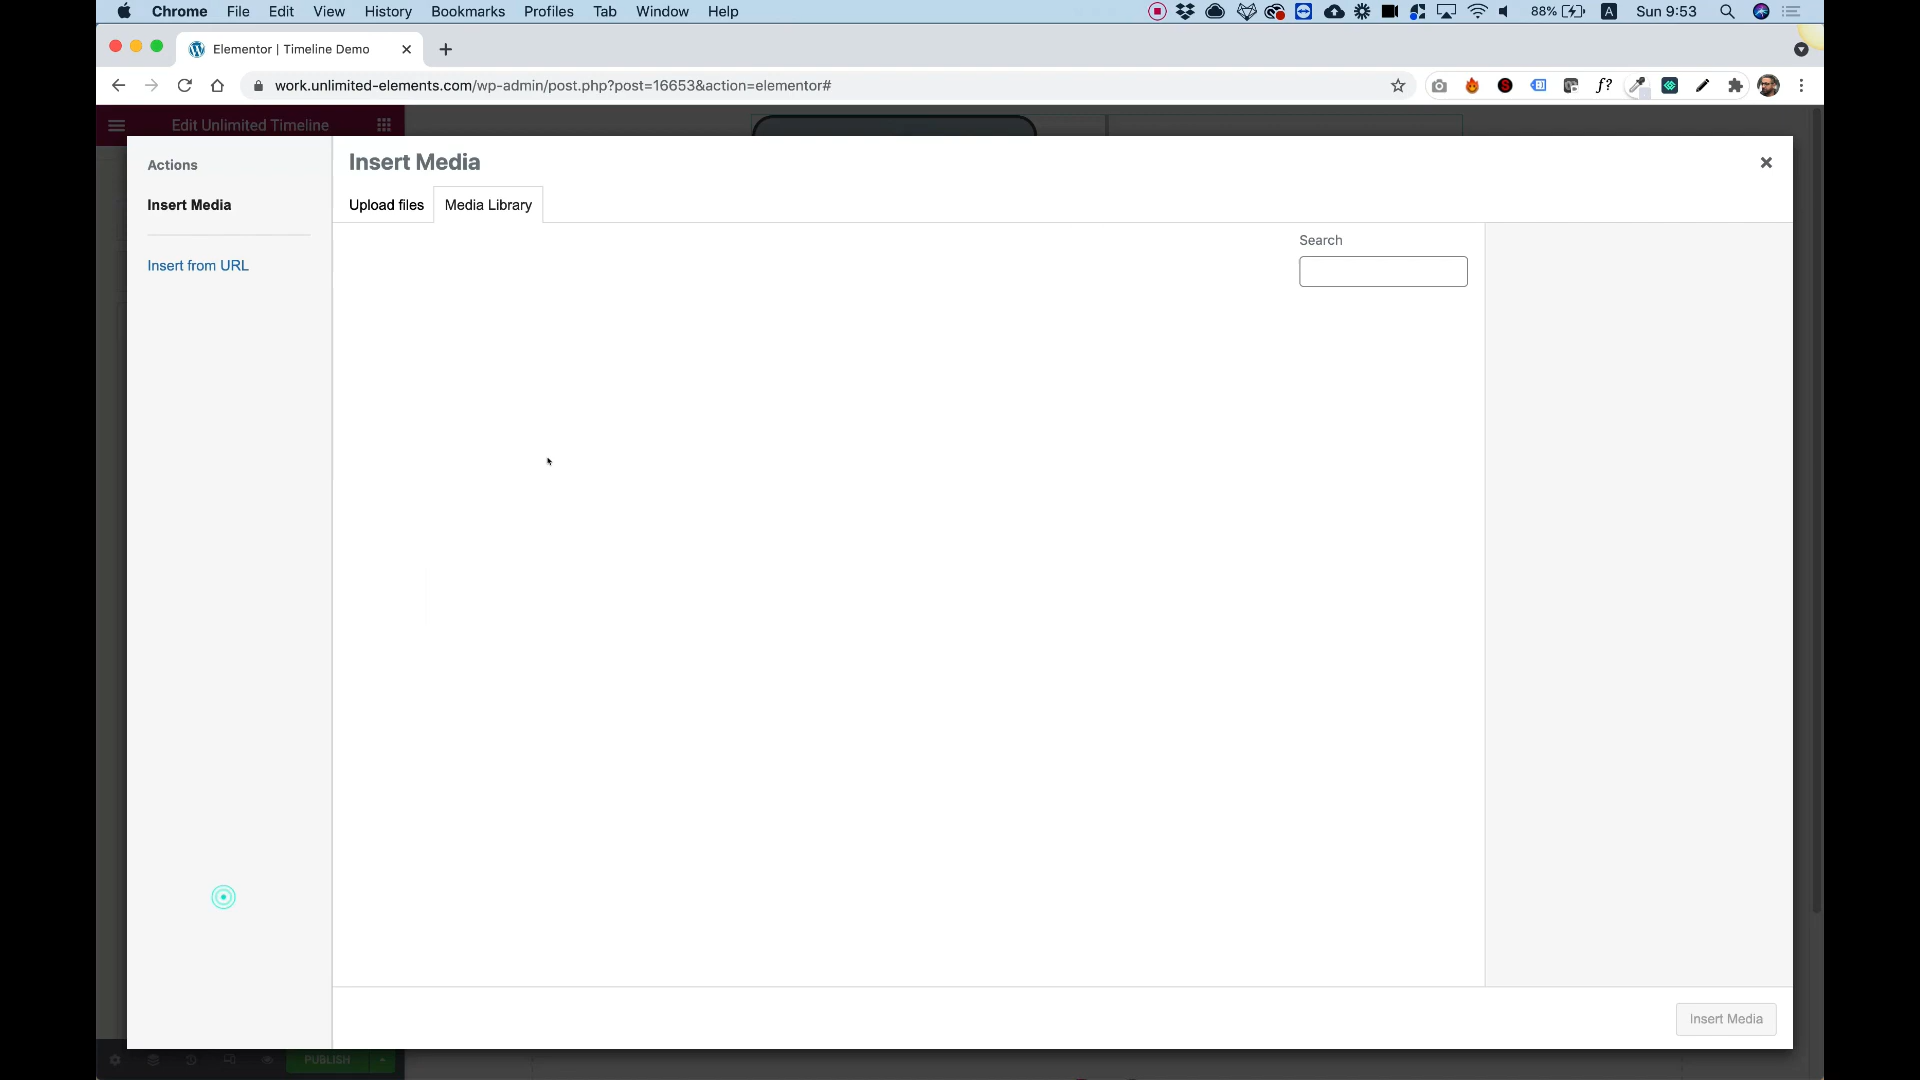 Chrome File Edit View History Bookmarks Profiles Tab Window Help
88% A Sun 9:53
Elementor | Timeline Demo
work.unlimited-elements.com/wp-admin/post.php?post=16653&action=elementor#
f?
Edit Unlimited Timeline
Actions
Insert Media
Insert from URL
Insert Media
Upload files Media Library
Search
Insert Media
PUBLISH